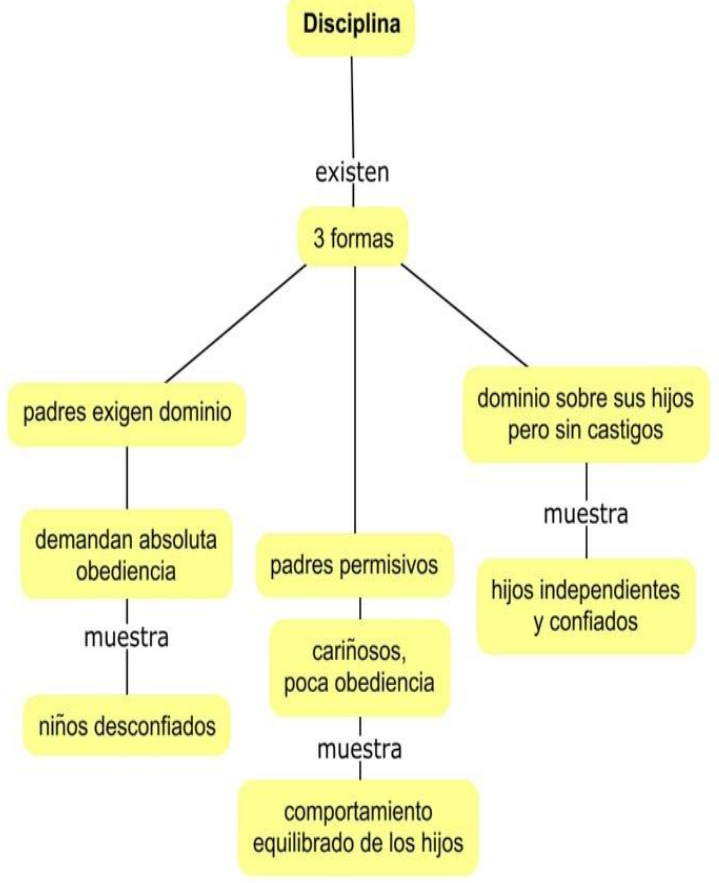 Disciplina
existen
3 formas
padres exigen dominio
demandan absoluta
obediencia
muestra
niños desconfiados
padres permisivos
cariñosos,
poca obediencia
muestra
comportamiento
equilibrado de los hijos
dominio sobre sus hijos
pero sin castigos
muestra
hijos independientes
y confiados